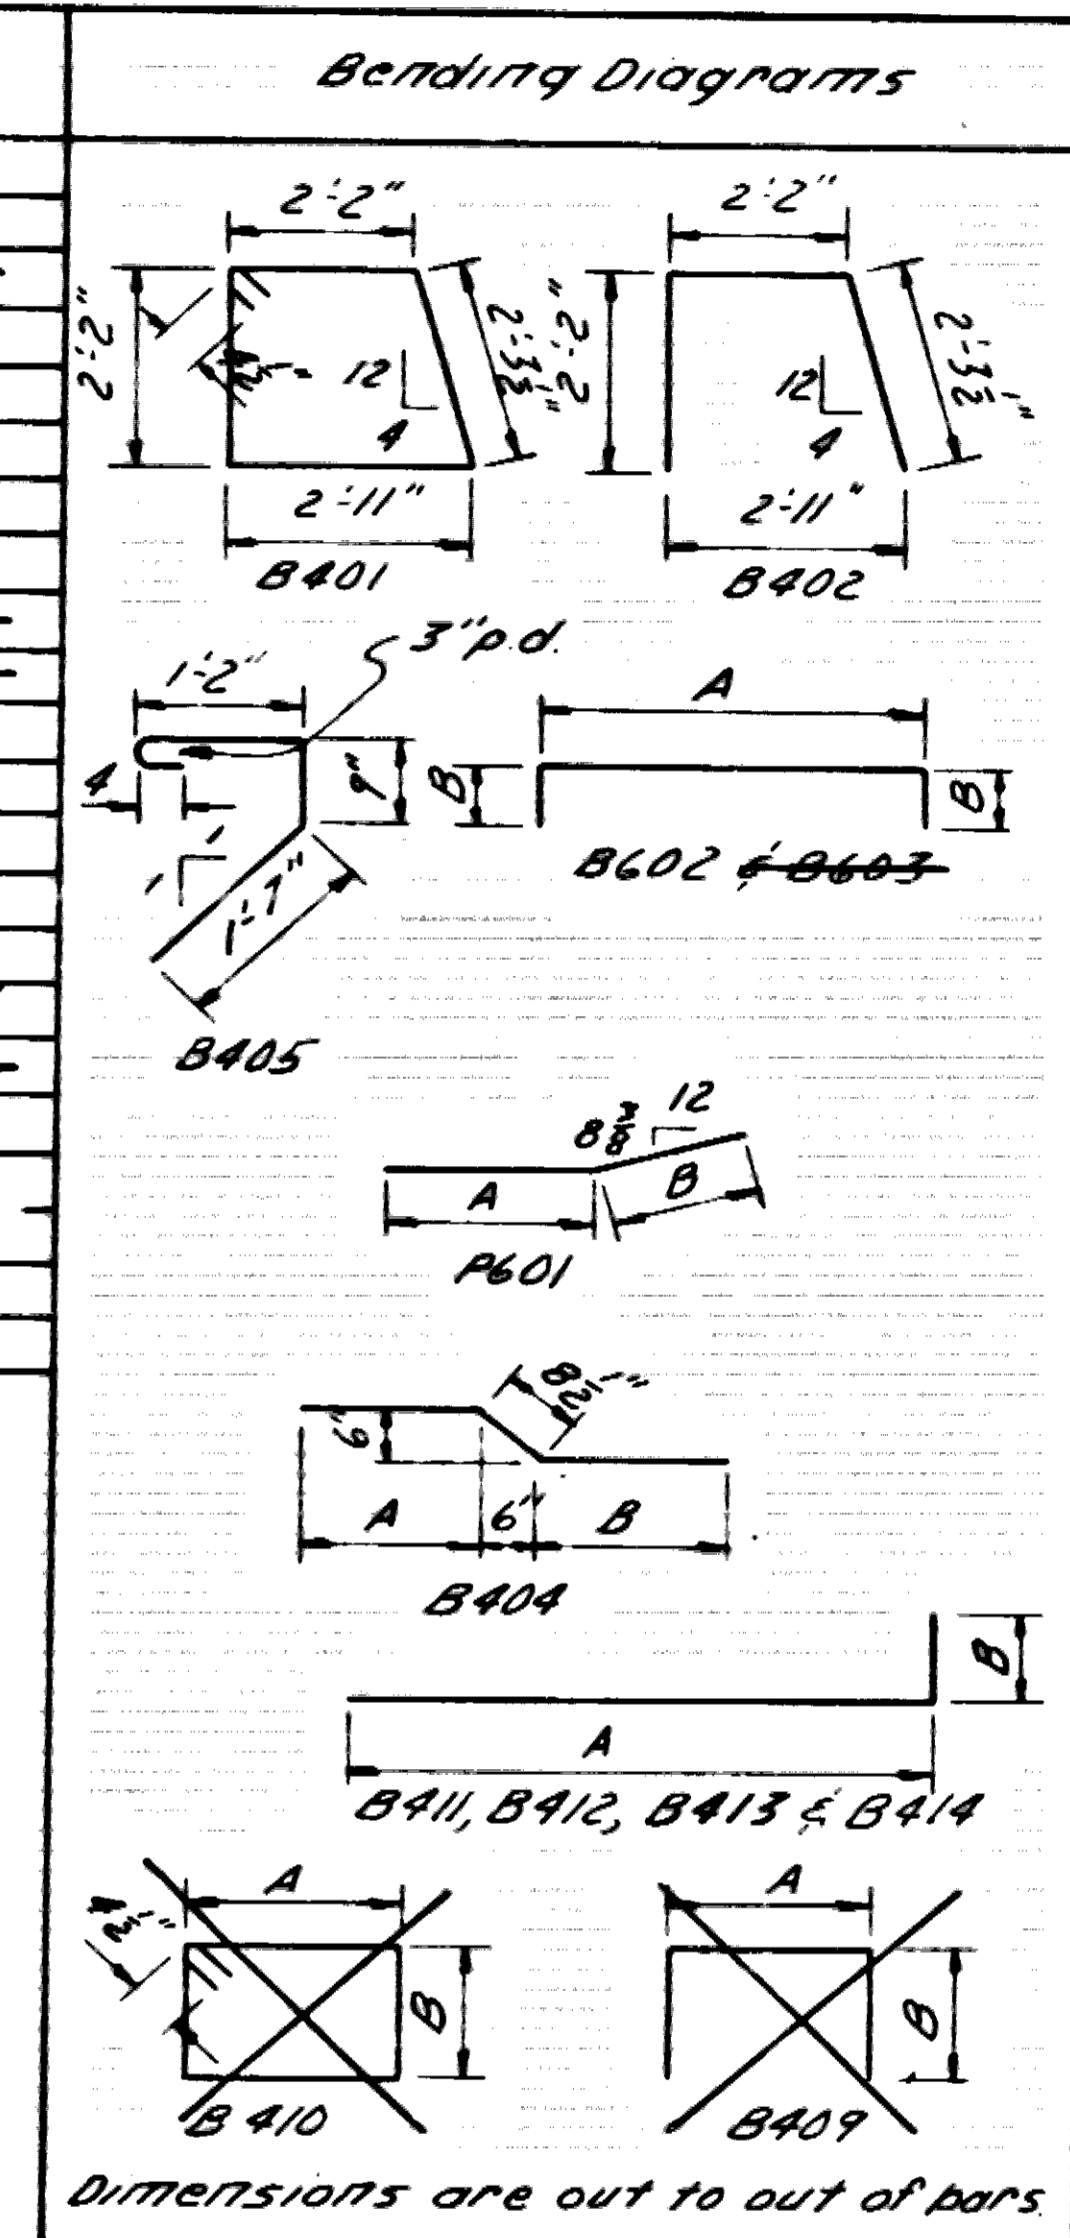 Bending Diagrams
2'-2" 2'-2"
2'-2" 4½" 12 4 2'-3½" 2'-2" 12 4 2'-3½"
2'-11" 2'-11"
B401 B402
3" p.d.
1'-2" A
4 9" B B
B602 & B603
1 1 1'-7"
B405
8⅜ 12
A B
P601
8½"
6"
A 6" B
B404
B
A
B411, B412, B413 & B414
4½" A A
B B
B410 B409
Dimensions are out to out of bars.